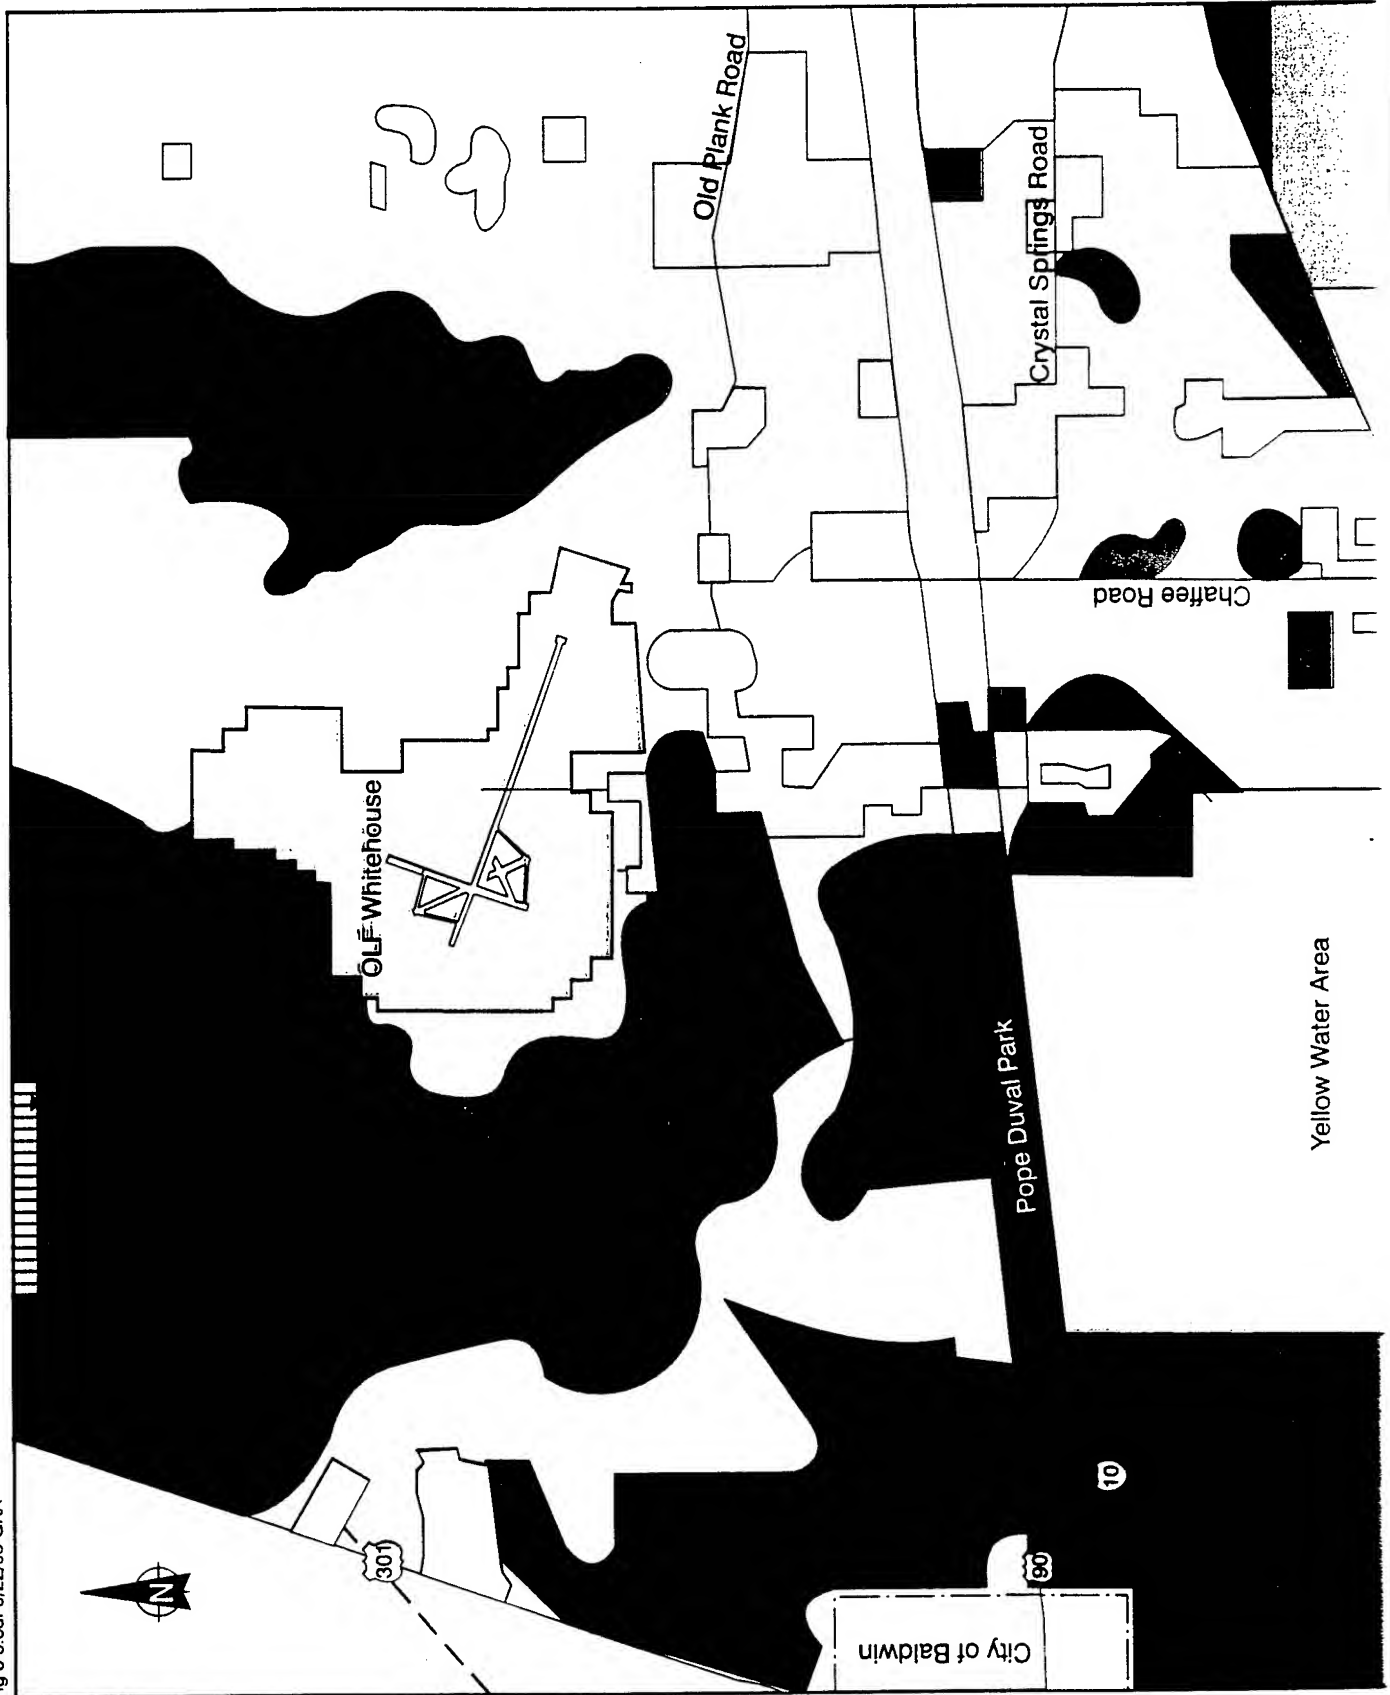 Old Plank Road
Crystal Springs Road
Chaffee Road
OLF Whitehouse
Pope Duval Park
Yellow Water Area
N
301
10
90
City of Baldwin